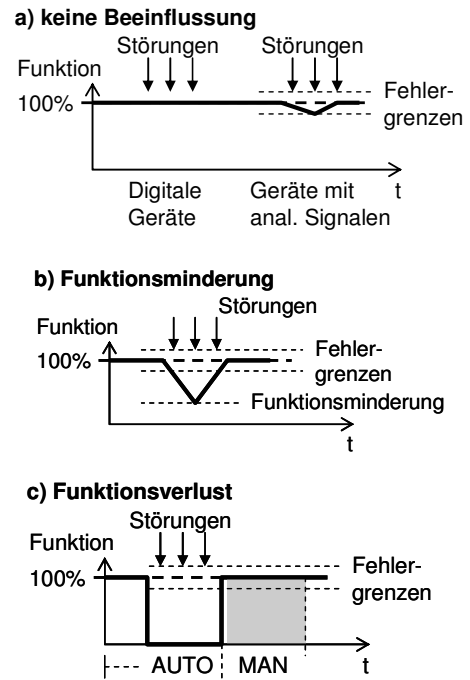 a) keine Beeinflussung
Störungen Störungen
Funktion
100%
Fehler-
grenzen
Digitale
Geräte
Geräte mit
anal. Signalen
t
b) Funktionsminderung
Störungen
Funktion
100%
Fehler-
grenzen
Funktionsminderung
t
c) Funktionsverlust
Störungen
Funktion
100%
Fehler-
grenzen
AUTO MAN t